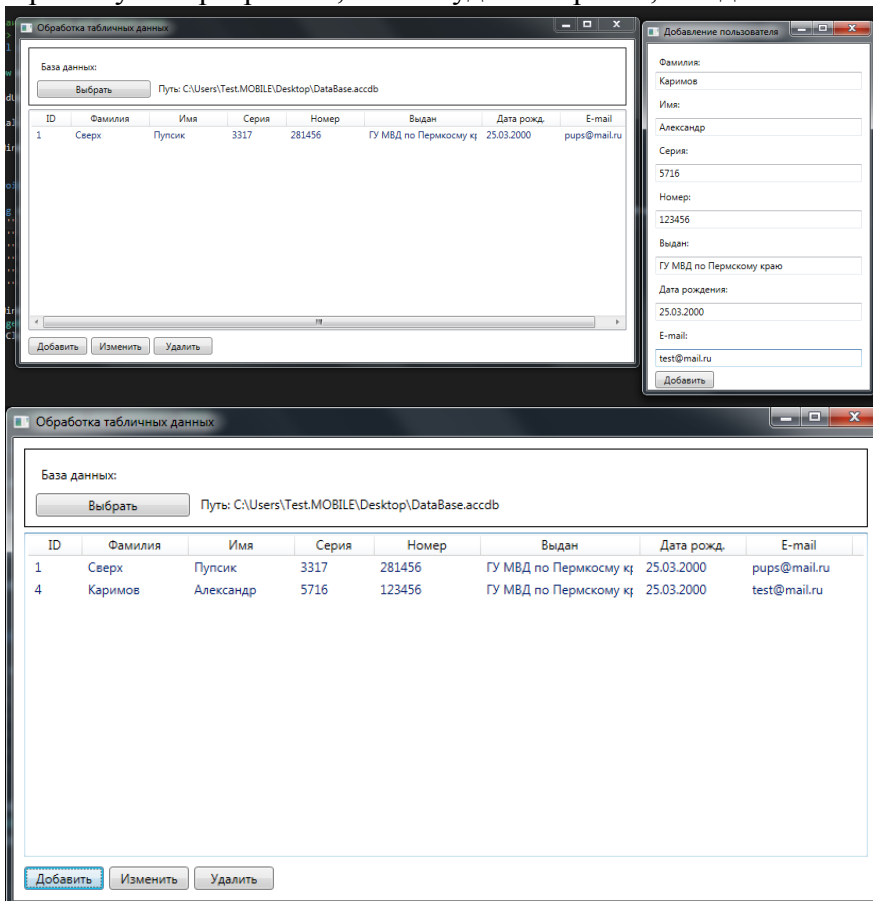 Обработка табличных данных
База данных:
Выбрать Путь: C:\Users\Test.MOBILE\Desktop\DataBase.accdb
ID Фамилия Имя Серия Номер Выдан Дата рожд. E-mail
1 Сверх Пупсик 3317 281456 ГУ МВД по Пермкосму кр 25.03.2000 pups@mail.ru
Добавить Изменить Удалить
Добавление пользователя
Фамилия:
Каримов
Имя:
Александр
Серия:
5716
Номер:
123456
Выдан:
ГУ МВД по Пермскому краю
Дата рождения:
25.03.2000
E-mail:
test@mail.ru
Добавить
Обработка табличных данных
База данных:
Выбрать Путь: C:\Users\Test.MOBILE\Desktop\DataBase.accdb
ID Фамилия Имя Серия Номер Выдан Дата рожд. E-mail
1 Сверх Пупсик 3317 281456 ГУ МВД по Пермкосму кр 25.03.2000 pups@mail.ru
4 Каримов Александр 5716 123456 ГУ МВД по Пермскому кр 25.03.2000 test@mail.ru
Добавить Изменить Удалить